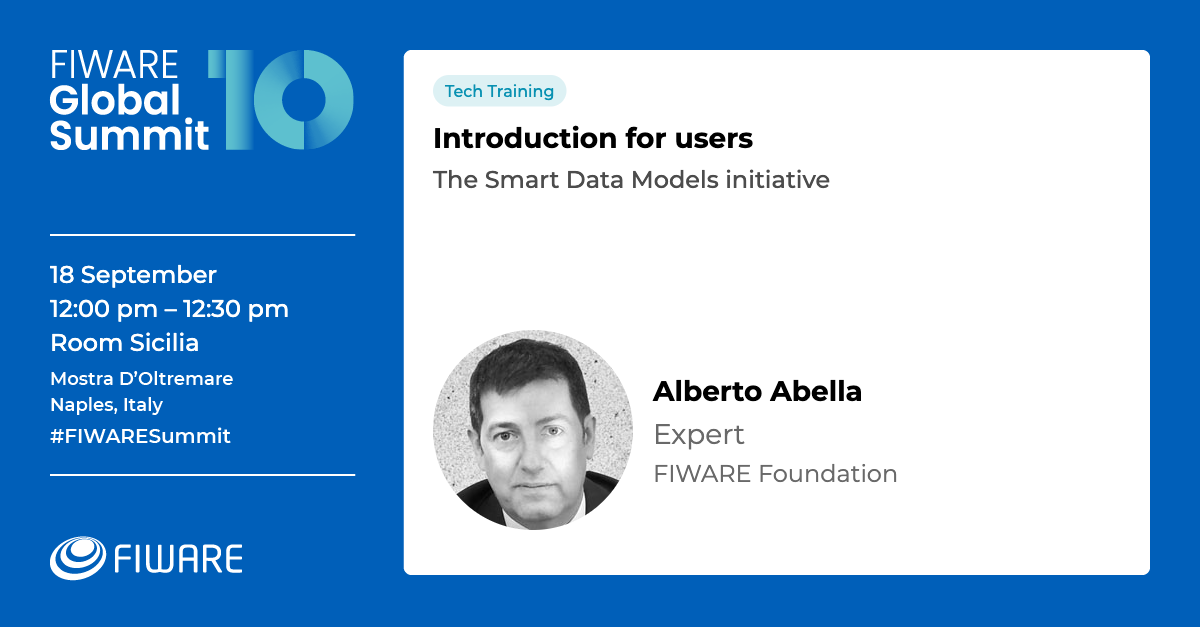 FIWARE
Global
Summit
10
18 September
12:00 pm – 12:30 pm
Room Sicilia
Mostra D’Oltremare
Naples, Italy
#FIWARESummit
FIWARE
Tech Training
Introduction for users
The Smart Data Models initiative
Alberto Abella
Expert
FIWARE Foundation